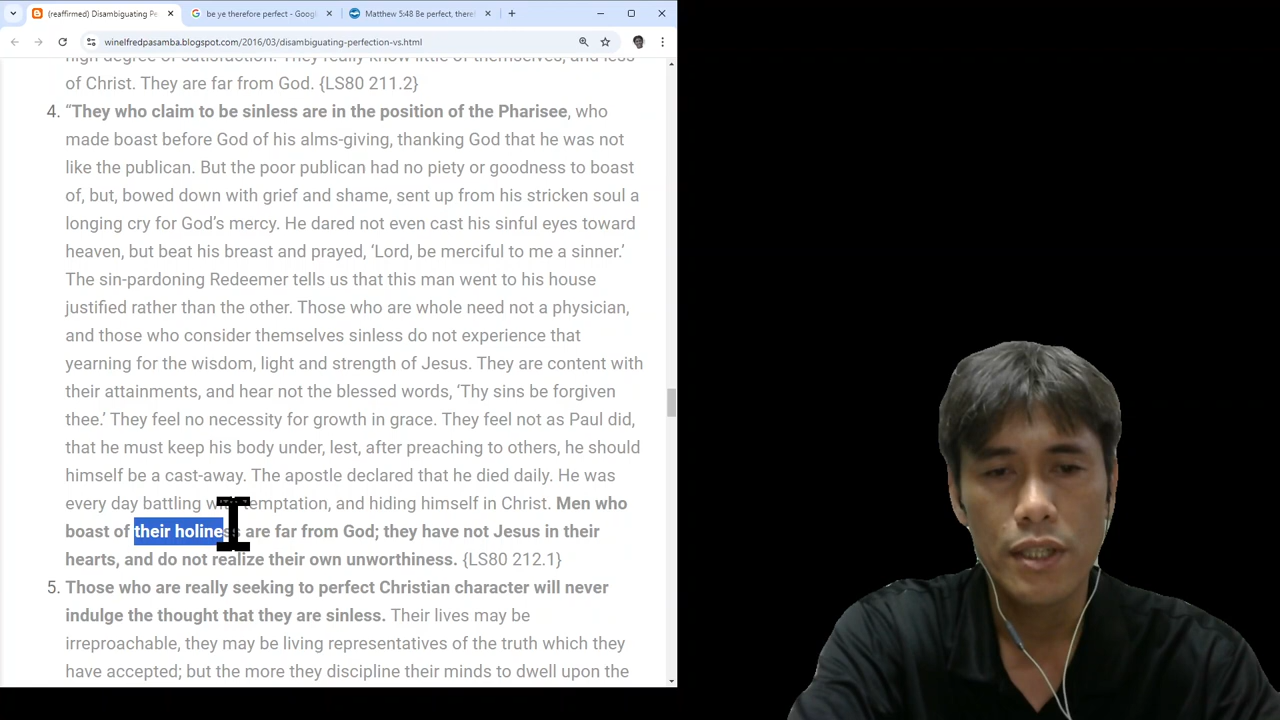 (reaffirmed) Disambiguating Pe
be ye therefore perfect - Googl
Matthew 5:48 Be perfect, there
winelfredpasamba.blogspot.com/2016/03/disambiguating-perfection-vs.html
high degree of satisfaction. They really know little of themselves, and less
of Christ. They are far from God. {LS80 211.2}
4. “They who claim to be sinless are in the position of the Pharisee, who
made boast before God of his alms-giving, thanking God that he was not
like the publican. But the poor publican had no piety or goodness to boast
of, but, bowed down with grief and shame, sent up from his stricken soul a
longing cry for God’s mercy. He dared not even cast his sinful eyes toward
heaven, but beat his breast and prayed, ‘Lord, be merciful to me a sinner.’
The sin-pardoning Redeemer tells us that this man went to his house
justified rather than the other. Those who are whole need not a physician,
and those who consider themselves sinless do not experience that
yearning for the wisdom, light and strength of Jesus. They are content with
their attainments, and hear not the blessed words, ‘Thy sins be forgiven
thee.’ They feel no necessity for growth in grace. They feel not as Paul did,
that he must keep his body under, lest, after preaching to others, he should
himself be a cast-away. The apostle declared that he died daily. He was
every day battling with temptation, and hiding himself in Christ. Men who
boast of their holiness are far from God; they have not Jesus in their
hearts, and do not realize their own unworthiness. {LS80 212.1}
5. Those who are really seeking to perfect Christian character will never
indulge the thought that they are sinless. Their lives may be
irreproachable, they may be living representatives of the truth which they
have accepted; but the more they discipline their minds to dwell upon the